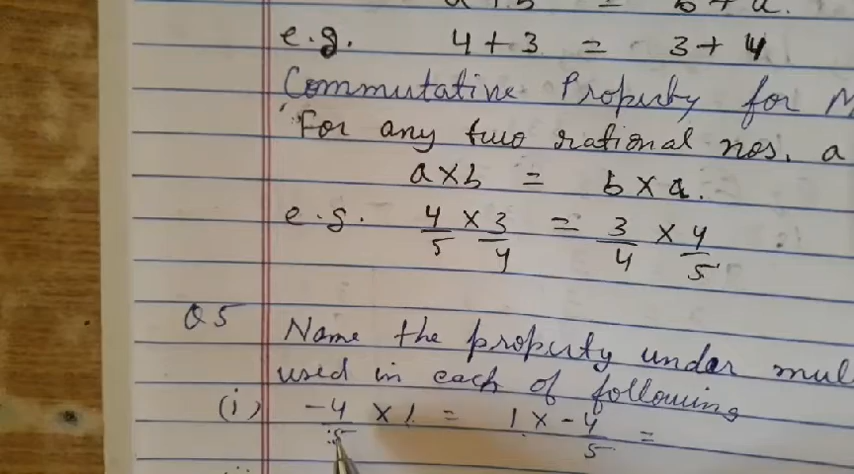 a + b = b + a.
e.g. 4 + 3 = 3 + 4
Commutative Property for M
For any two rational nos. a
a × b = b × a.
e.g. 4/5 × 3/4 = 3/4 × 4/5
Q5 Name the property under mul
used in each of following
(i) -4/5 × 1 = 1 × -4/5 =